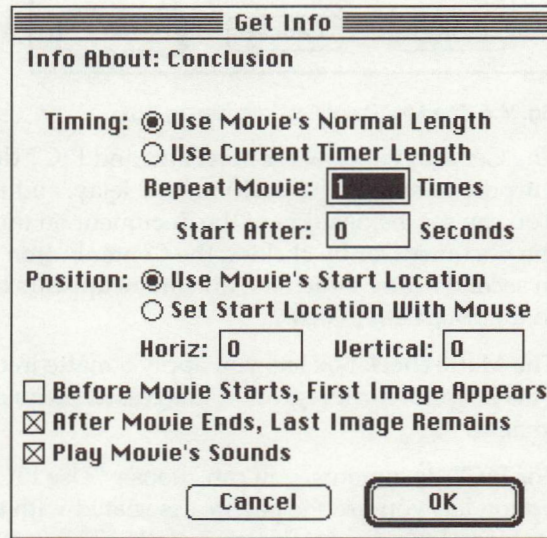 Get Info
Info About: Conclusion
Timing: Use Movie's Normal Length
Use Current Timer Length
Repeat Movie: 1 Times
Start After: 0 Seconds
Position: Use Movie's Start Location
Set Start Location With Mouse
Horiz: 0 Vertical: 0
Before Movie Starts, First Image Appears
After Movie Ends, Last Image Remains
Play Movie's Sounds
Cancel OK